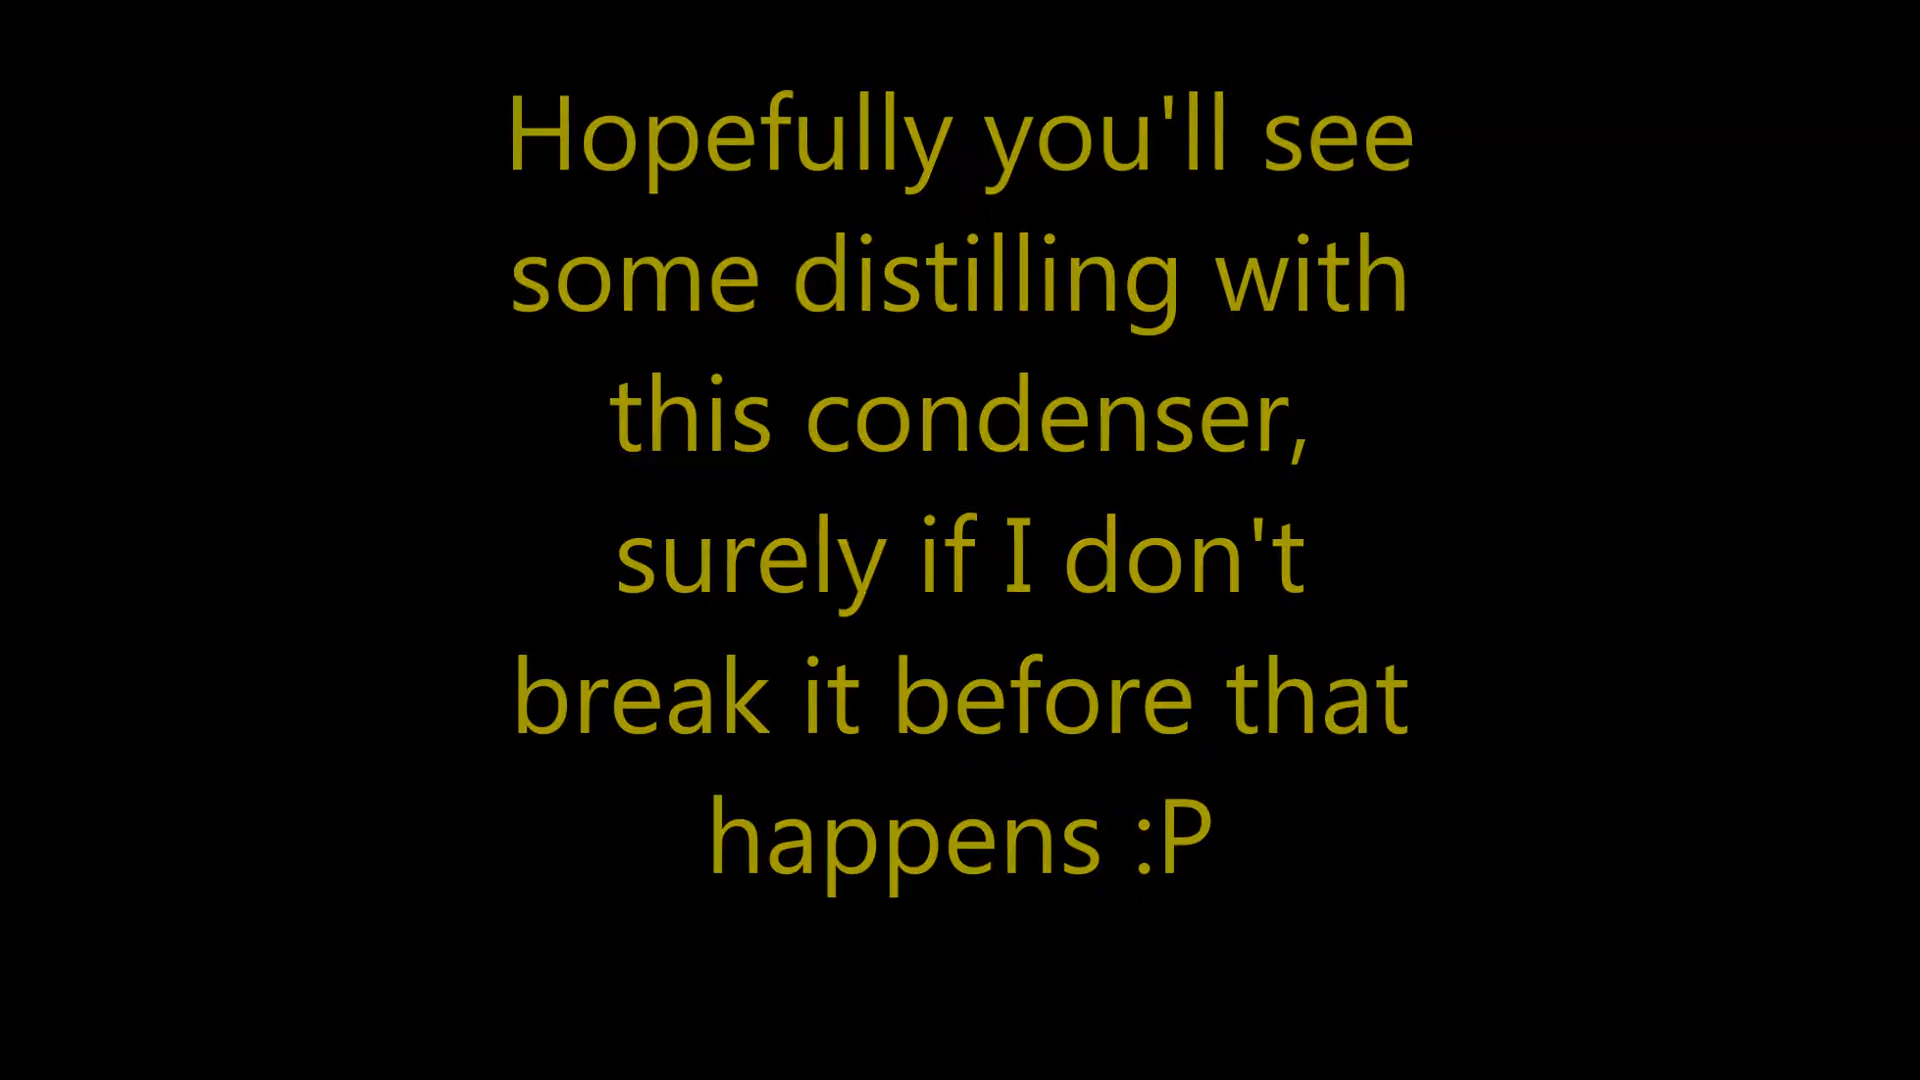 Hopefully you'll see
some distilling with
this condenser,
surely if I don't
break it before that
happens :P